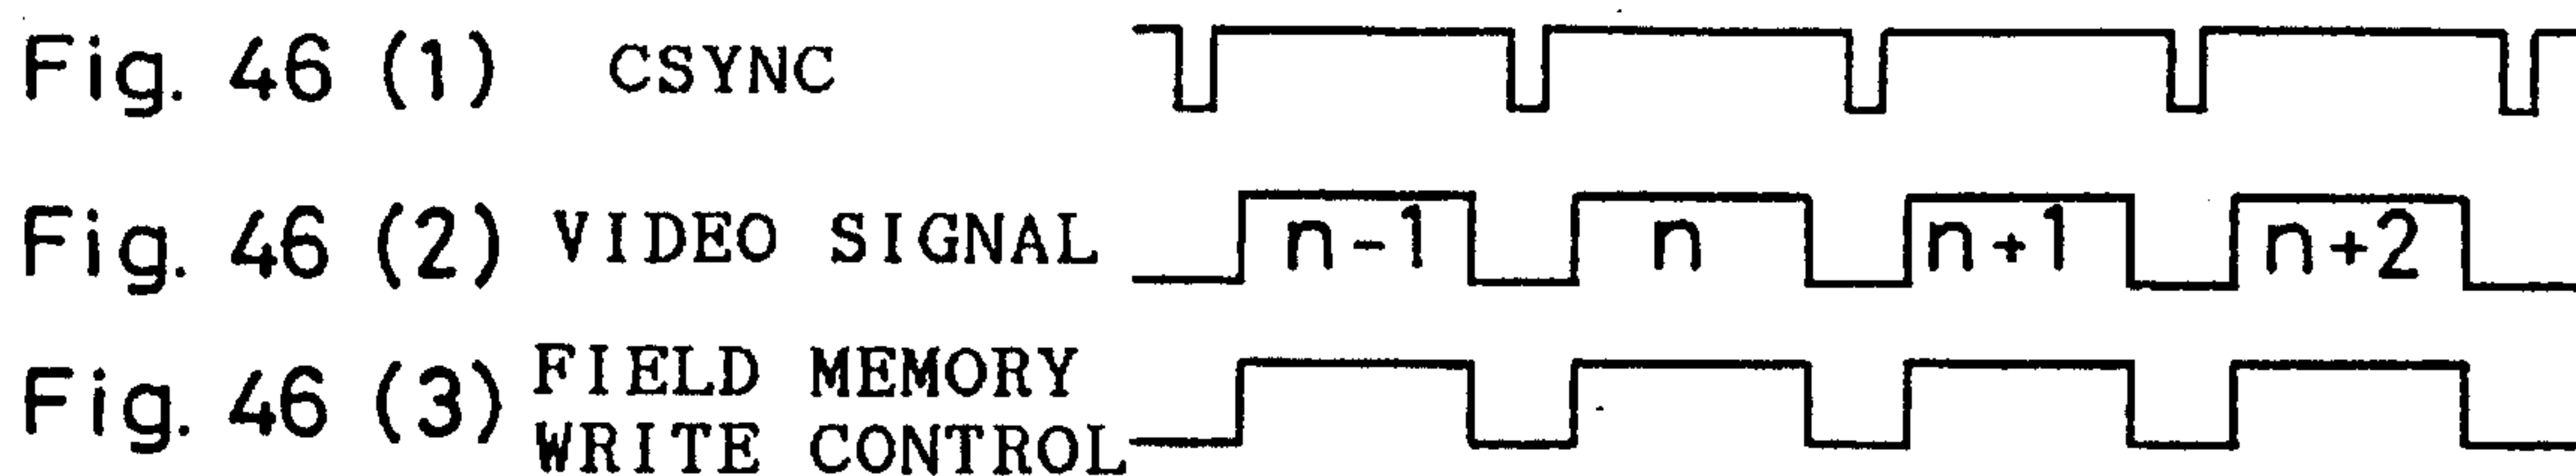 Fig. 46 (1) CSYNC
Fig. 46 (2) VIDEO SIGNAL n-1 n n+1 n+2
Fig. 46 (3) FIELD MEMORY
WRITE CONTROL